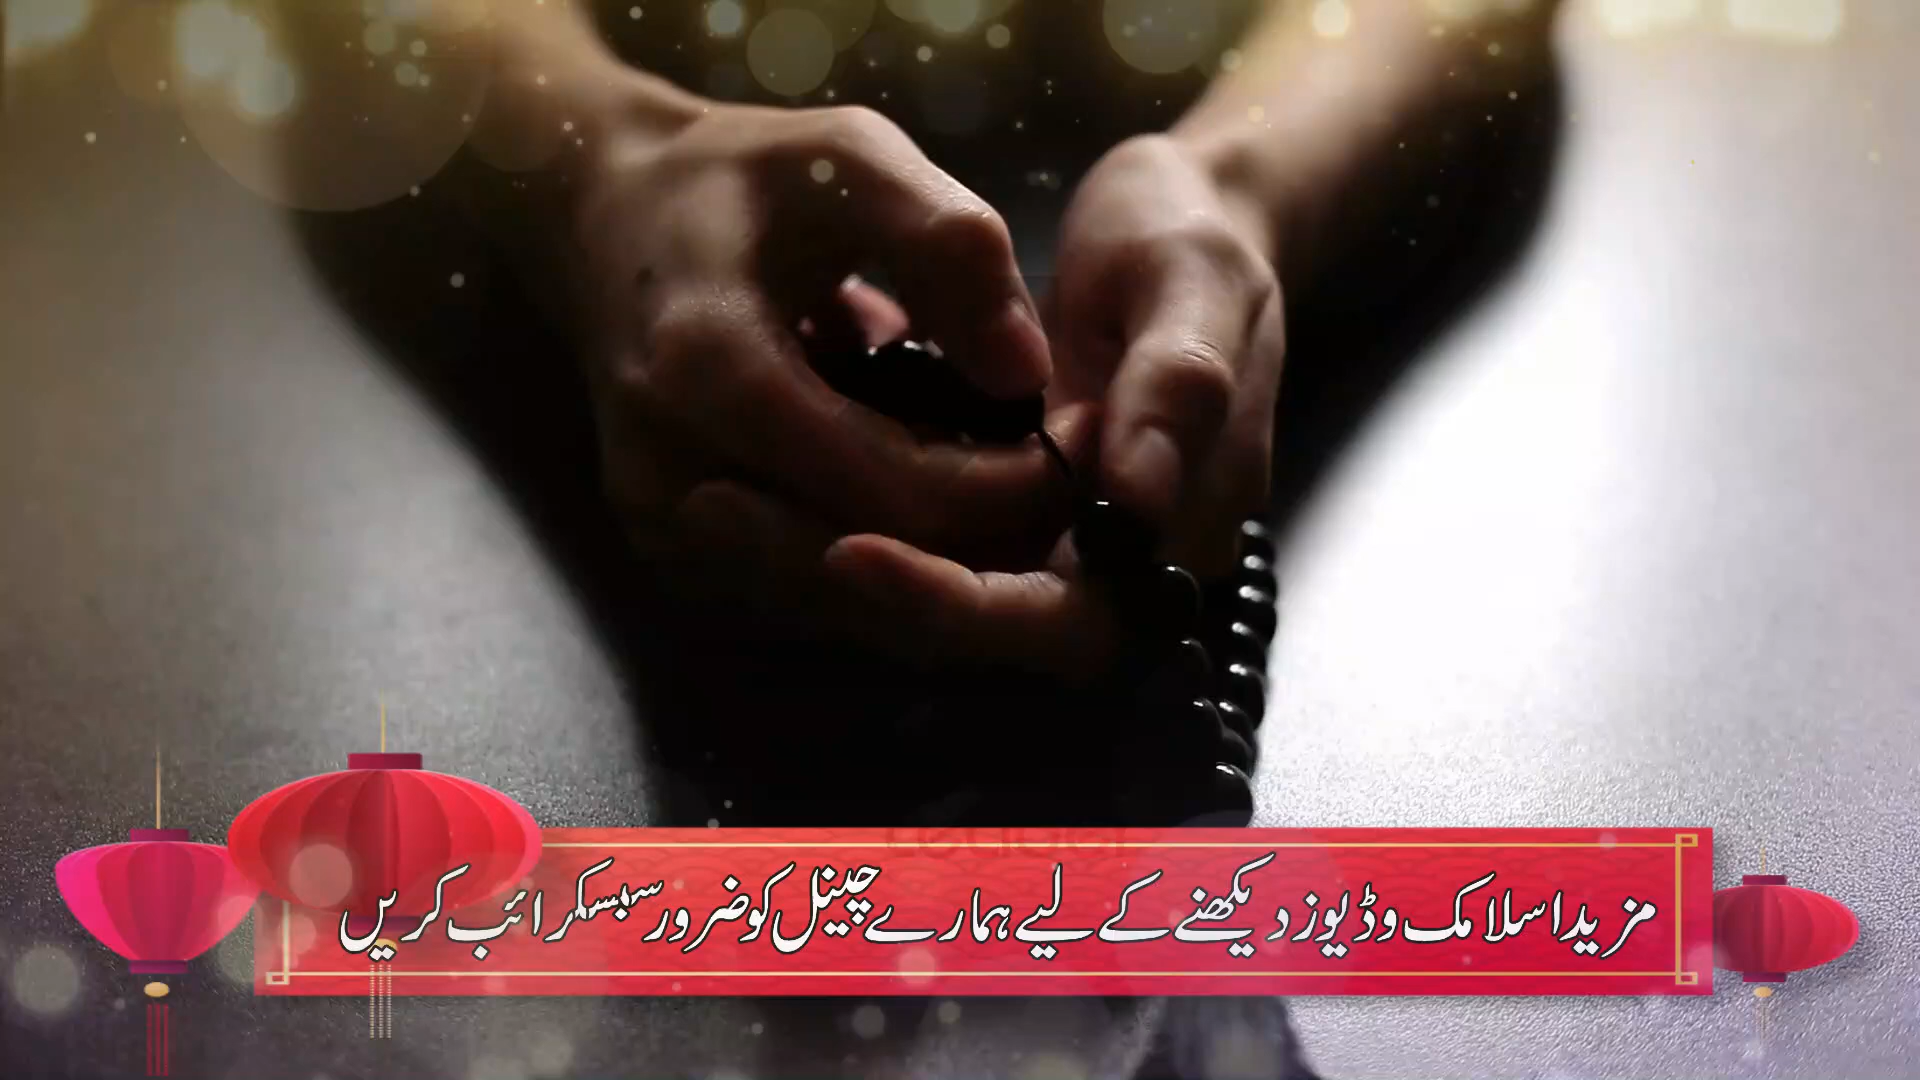 مزید اسلامک وڈیوز دیکھنے کے لیے ہمارے چینل کو ضرور سبسکرائب کریں